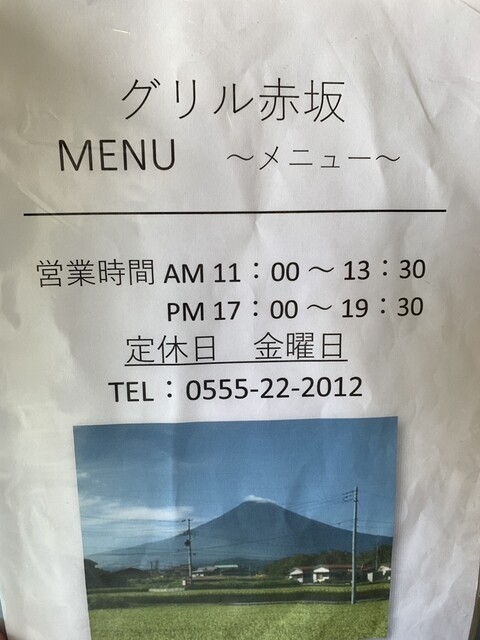 グリル赤坂
MENU ～メニュー～
営業時間 AM 11：00 ～ 13：30
PM 17：00 ～ 19：30
定休日　金曜日
TEL：0555-22-2012